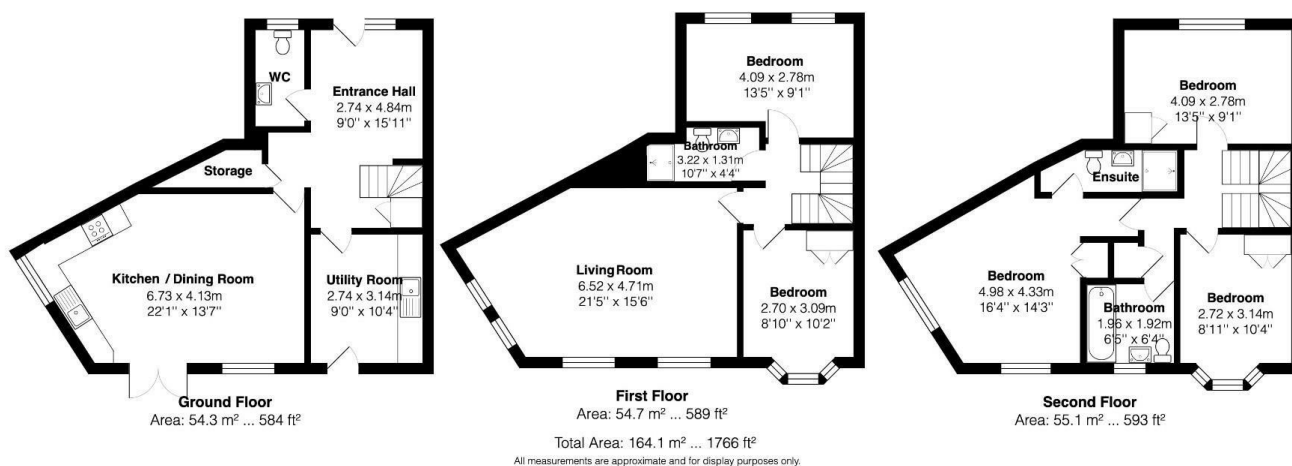 WC
Entrance Hall
2.74 x 4.84m
9'0'' x 15'11''
Storage
Kitchen / Dining Room
6.73 x 4.13m
22'1'' x 13'7''
Utility Room
2.74 x 3.14m
9'0'' x 10'4''
Ground Floor
Area: 54.3 m² ... 584 ft²
Bedroom
4.09 x 2.78m
13'5'' x 9'1''
Bathroom
3.22 x 1.31m
10'7'' x 4'4''
Living Room
6.52 x 4.71m
21'5'' x 15'6''
Bedroom
2.70 x 3.09m
8'10'' x 10'2''
First Floor
Area: 54.7 m² ... 589 ft²
Bedroom
4.09 x 2.78m
13'5'' x 9'1''
Ensuite
Bedroom
4.98 x 4.33m
16'4'' x 14'3''
Bathroom
1.96 x 1.92m
6'5'' x 6'4''
Bedroom
2.72 x 3.14m
8'11'' x 10'4''
Second Floor
Area: 55.1 m² ... 593 ft²
Total Area: 164.1 m² ... 1766 ft²
All measurements are approximate and for display purposes only.